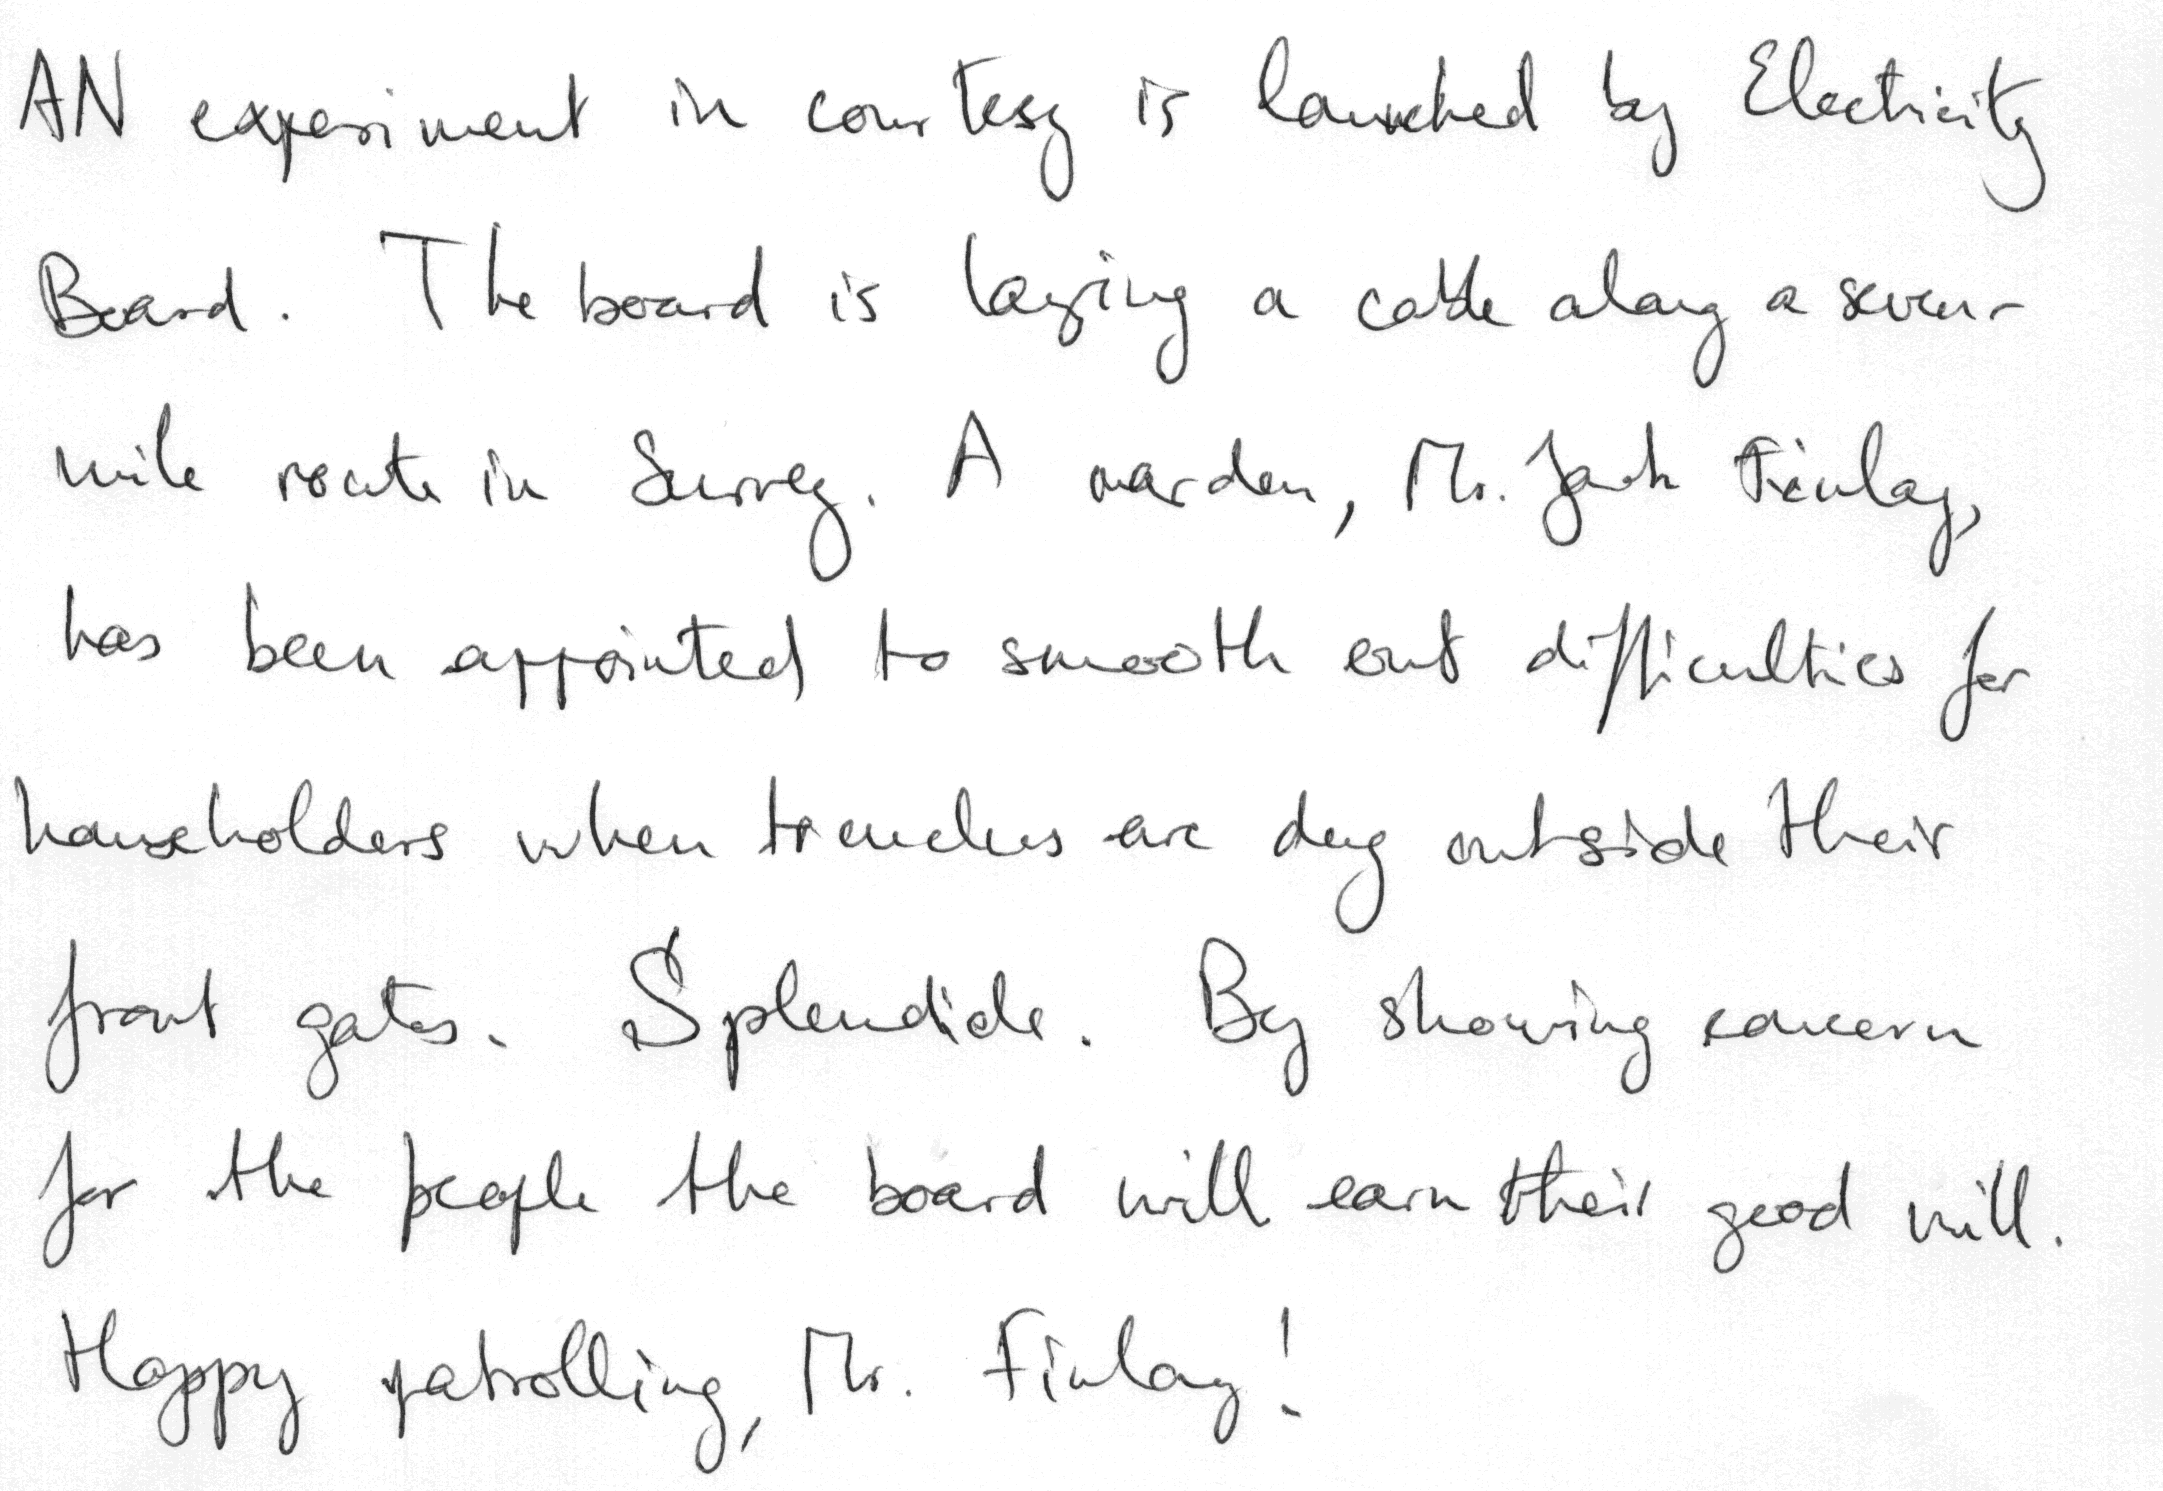 AN experiment in courtesy is launched by Electricity
Board. The board is laying a cable along a seven-
mile route in Surrey. A warden, Mr. Jack Finlay,
has been appointed to smooth out difficulties for
householders when trenches are dug outside their
front gates. Splendide. By showing concern
for the people the board will earn their good will.
Happy patrolling, Mr. Finlay!